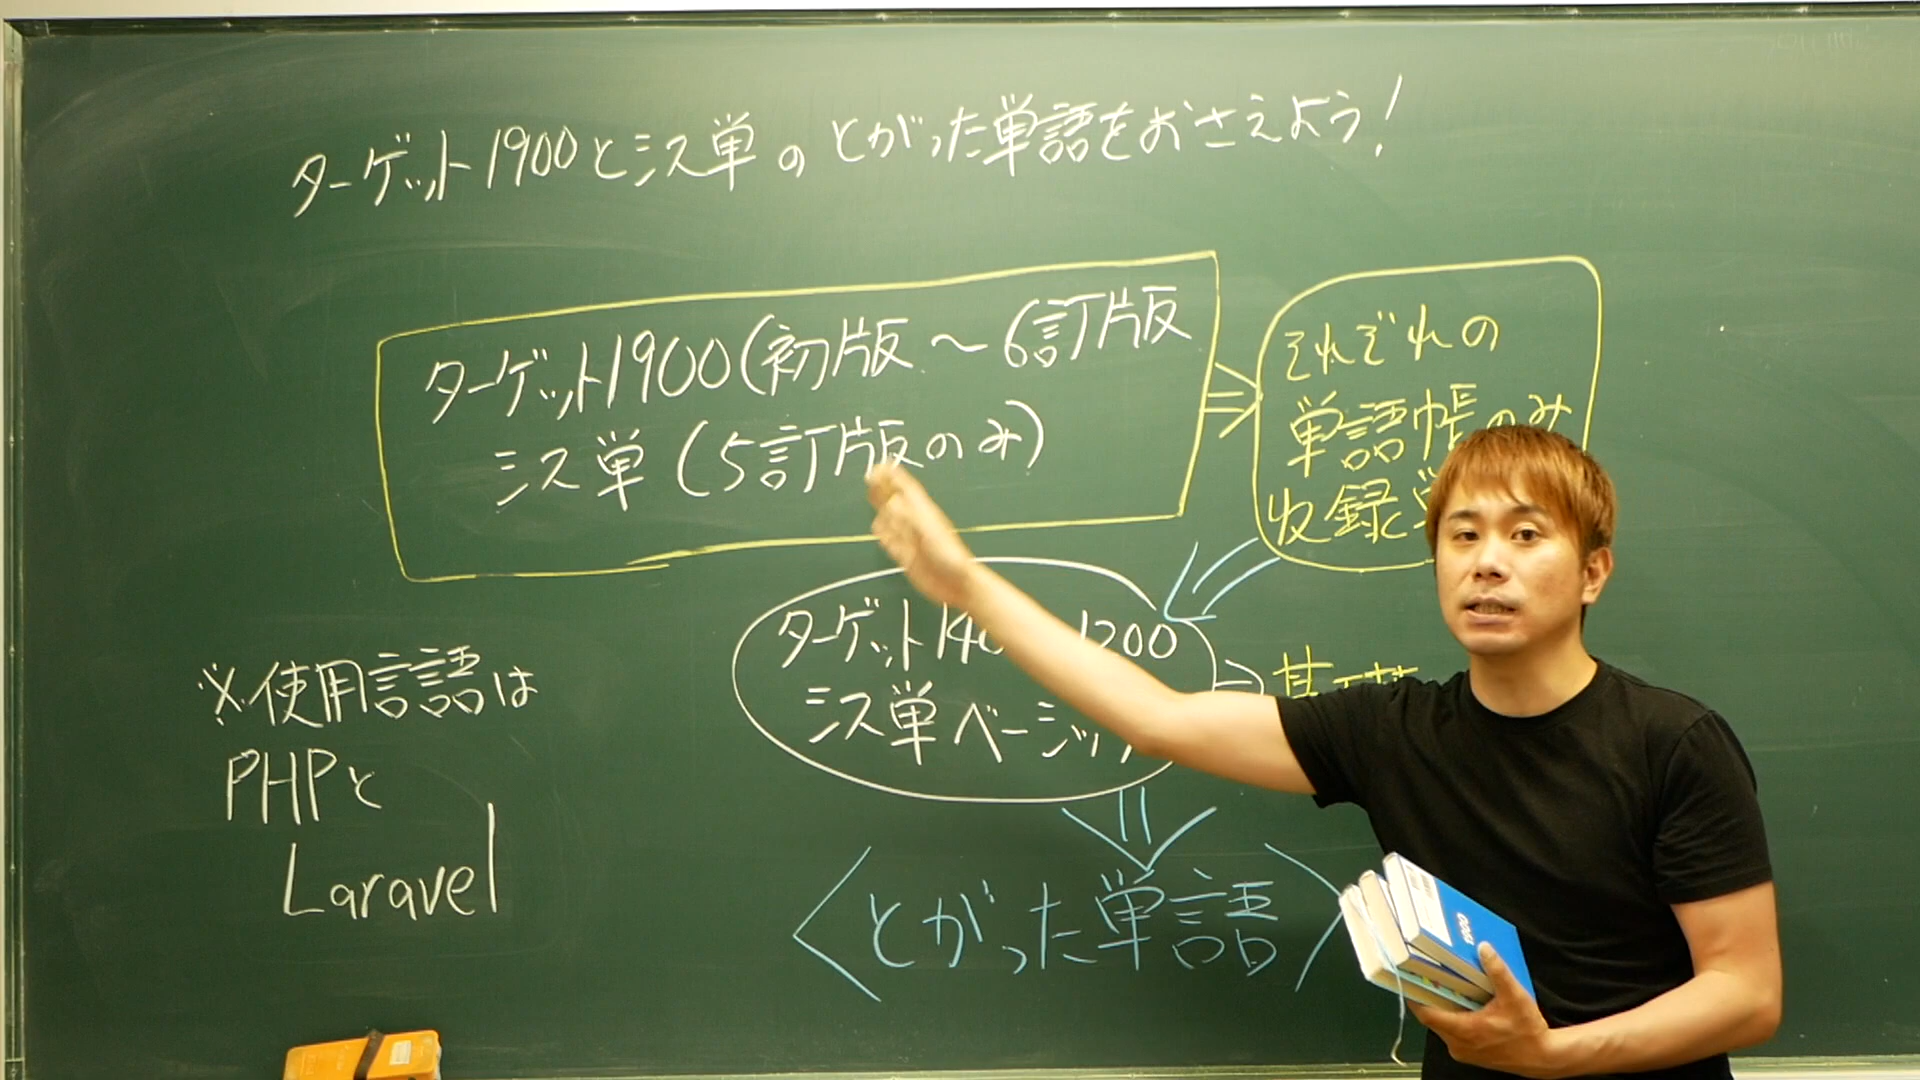 ターゲット1900とシス単のとがった単語をおさえよう!
ターゲット1900(初版～6訂版
シス単(5訂版のみ)
それぞれの
単語帳のみ
収録
ターゲット 1200
シス単ベーシッ
<とがった単語
※使用言語は
PHPと
Laravel
1900